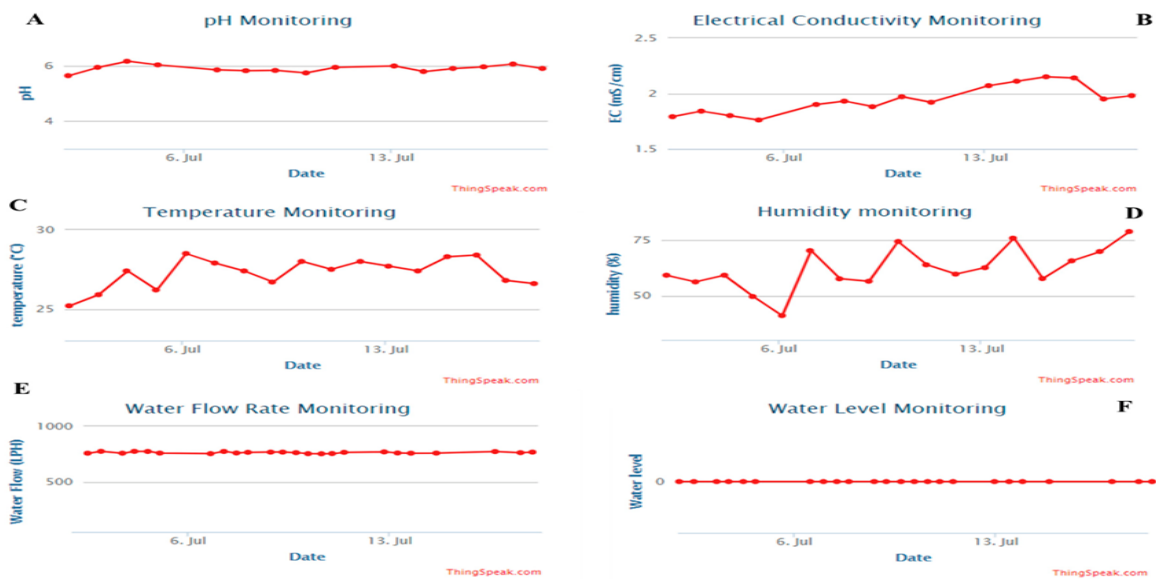 A
pH Monitoring
6
4
pH
6. Jul
13. Jul
Date
ThingSpeak.com
Electrical Conductivity Monitoring
B
2.5
2
1.5
EC (mS/cm)
6. Jul
13. Jul
Date
ThingSpeak.com
C
Temperature Monitoring
30
25
temperature (°C)
6. Jul
13. Jul
Date
ThingSpeak.com
Humidity monitoring
D
75
50
humidity (%)
6. Jul
13. Jul
Date
ThingSpeak.com
E
Water Flow Rate Monitoring
1000
500
Water Flow (LPH)
6. Jul
13. Jul
Date
ThingSpeak.com
Water Level Monitoring
F
0
Water level
6. Jul
13. Jul
Date
ThingSpeak.com